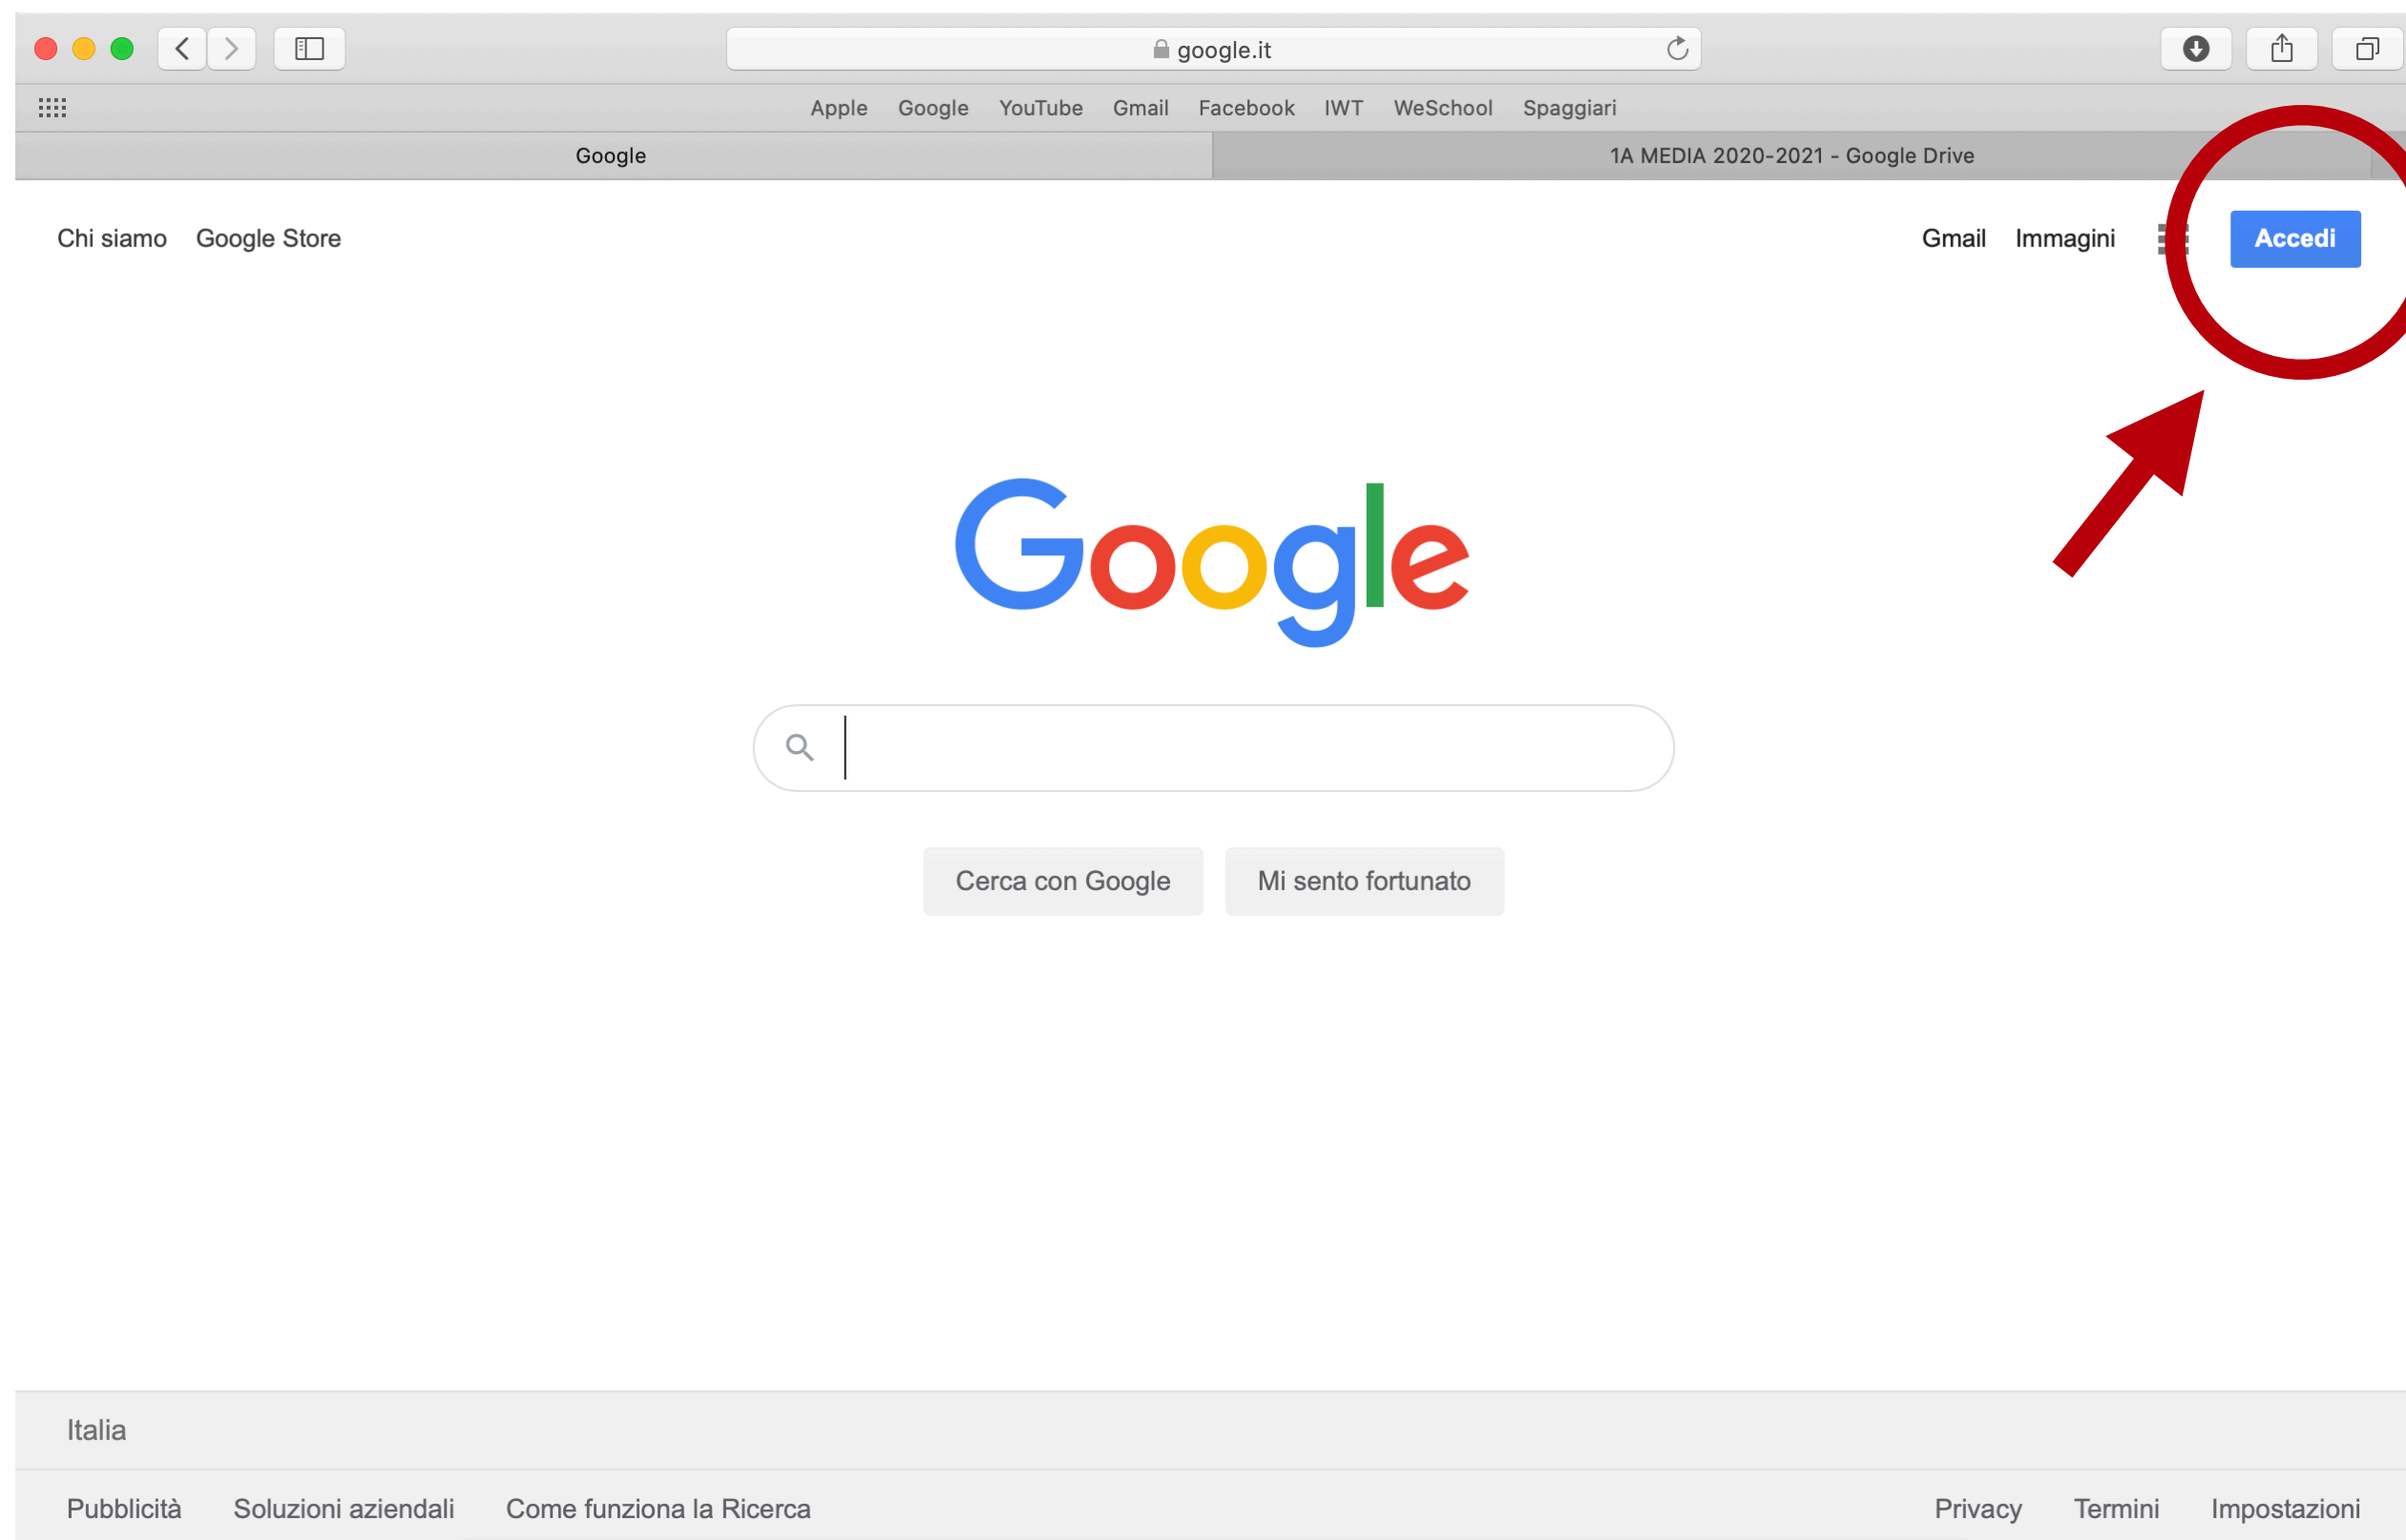 google.it
Apple Google YouTube Gmail Facebook IWT WeSchool Spaggiari
Google 1A MEDIA 2020-2021 - Google Drive
Chi siamo Google Store Gmail Immagini Accedi
Google
Cerca con Google Mi sento fortunato
Italia
Pubblicità Soluzioni aziendali Come funziona la Ricerca Privacy Termini Impostazioni